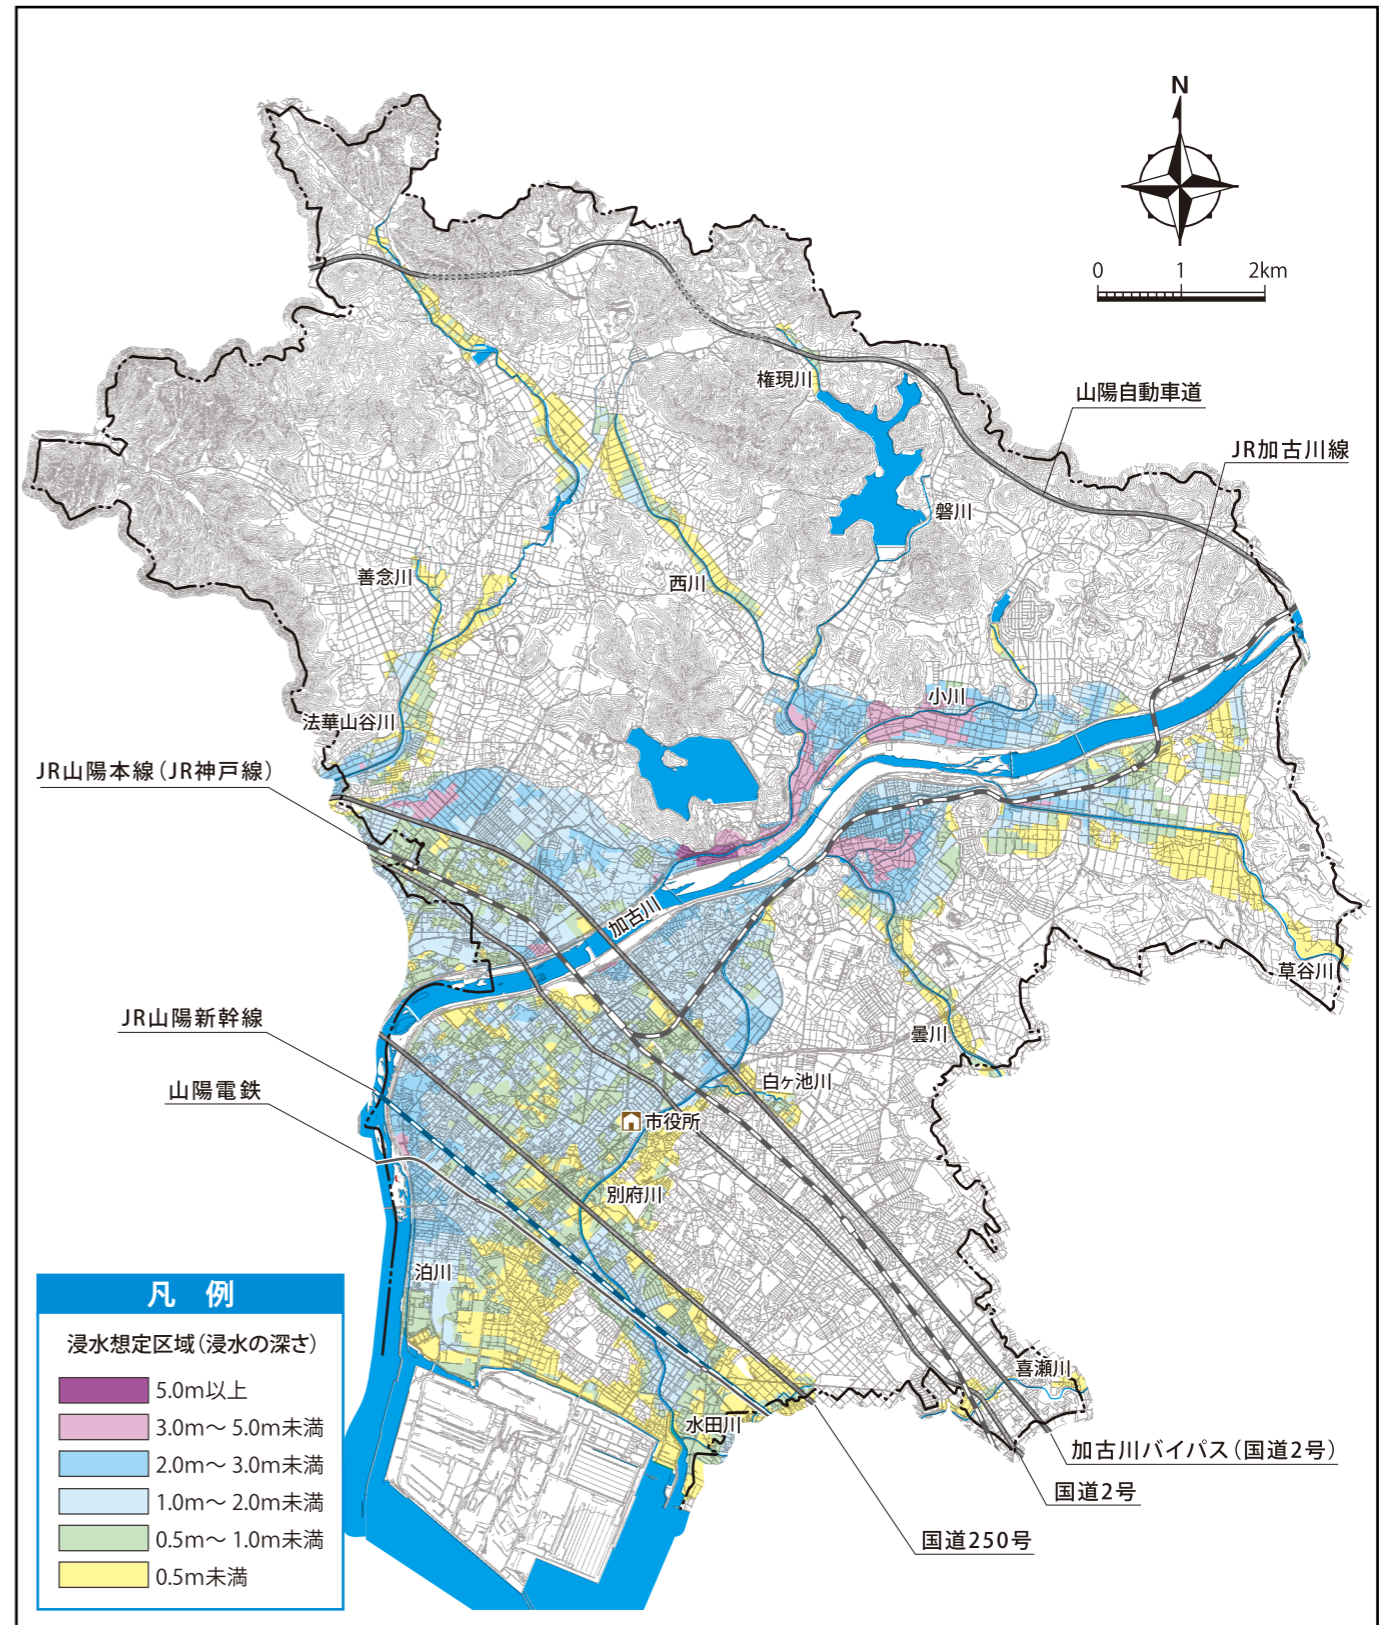 N
0 1 2km
権現川
山陽自動車道
JR加古川線
磐川
善念川
西川
小川
法華山谷川
JR山陽本線（JR神戸線）
加古川
草谷川
JR山陽新幹線
曇川
白ヶ池川
山陽電鉄
市役所
別府川
泊川
凡 例
浸水想定区域（浸水の深さ）
5.0m以上
3.0m～ 5.0m未満
2.0m～ 3.0m未満
1.0m～ 2.0m未満
0.5m～ 1.0m未満
0.5m未満
喜瀬川
水田川
加古川バイパス（国道2号）
国道2号
国道250号